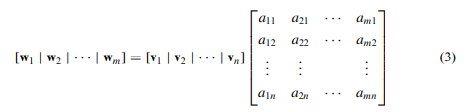 [w₁ | w₂ | ⋯ | wₘ] = [v₁ | v₂ | ⋯ | vₙ] [a₁₁ a₂₁ ⋯ aₘ₁
a₁₂ a₂₂ ⋯ aₘ₂
⋮ ⋮ ⋮
a₁ₙ a₂ₙ ⋯ aₘₙ] (3)